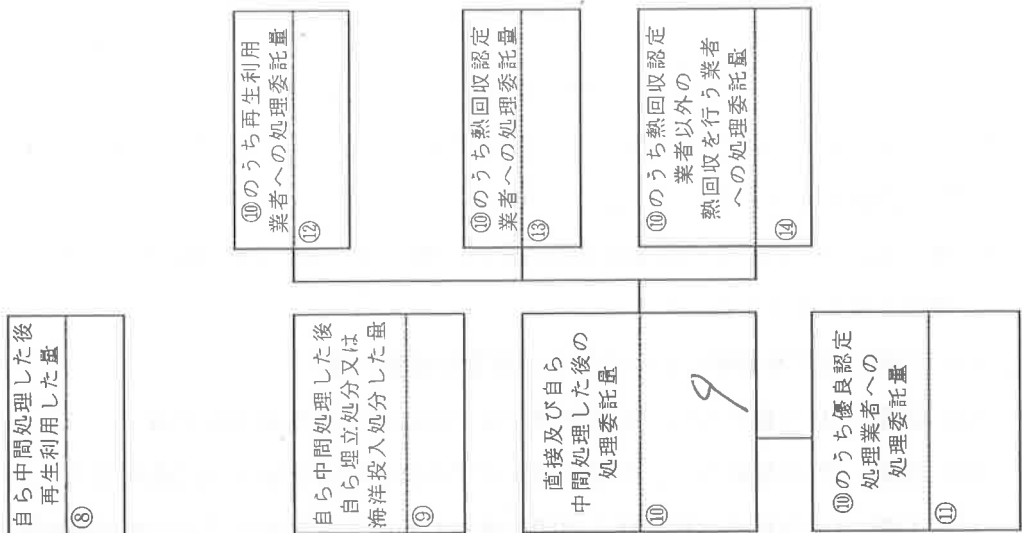 自ら中間処理した後
再生利用した量
⑧
自ら中間処理した後
自ら埋立処分又は
海洋投入処分した量
⑨
直接及び自ら
中間処理した後の
処理委託量
⑩
9
⑩のうち優良認定
処理業者への
処理委託量
⑪
⑩のうち再生利用
業者への処理委託量
⑫
⑩のうち熱回収認定
業者への処理委託量
⑬
⑩のうち熱回収認定
業者以外の
熱回収を行う業者
への処理委託量
⑭